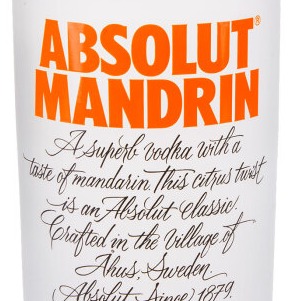 ABSOLUT®
MANDRIN
A superb vodka with a
taste of mandarin. This citrus twist
is an Absolut classic.
Crafted in the village of
Åhus, Sweden.
Absolut Since 1879